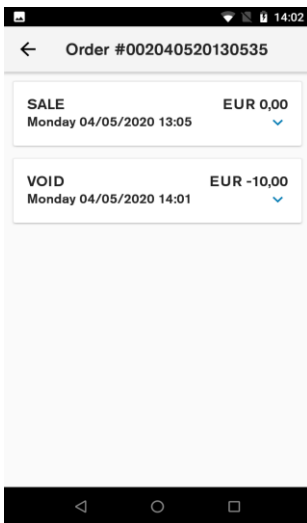 14:02
Order #002040520130535
SALE EUR 0,00
Monday 04/05/2020 13:05
VOID EUR -10,00
Monday 04/05/2020 14:01